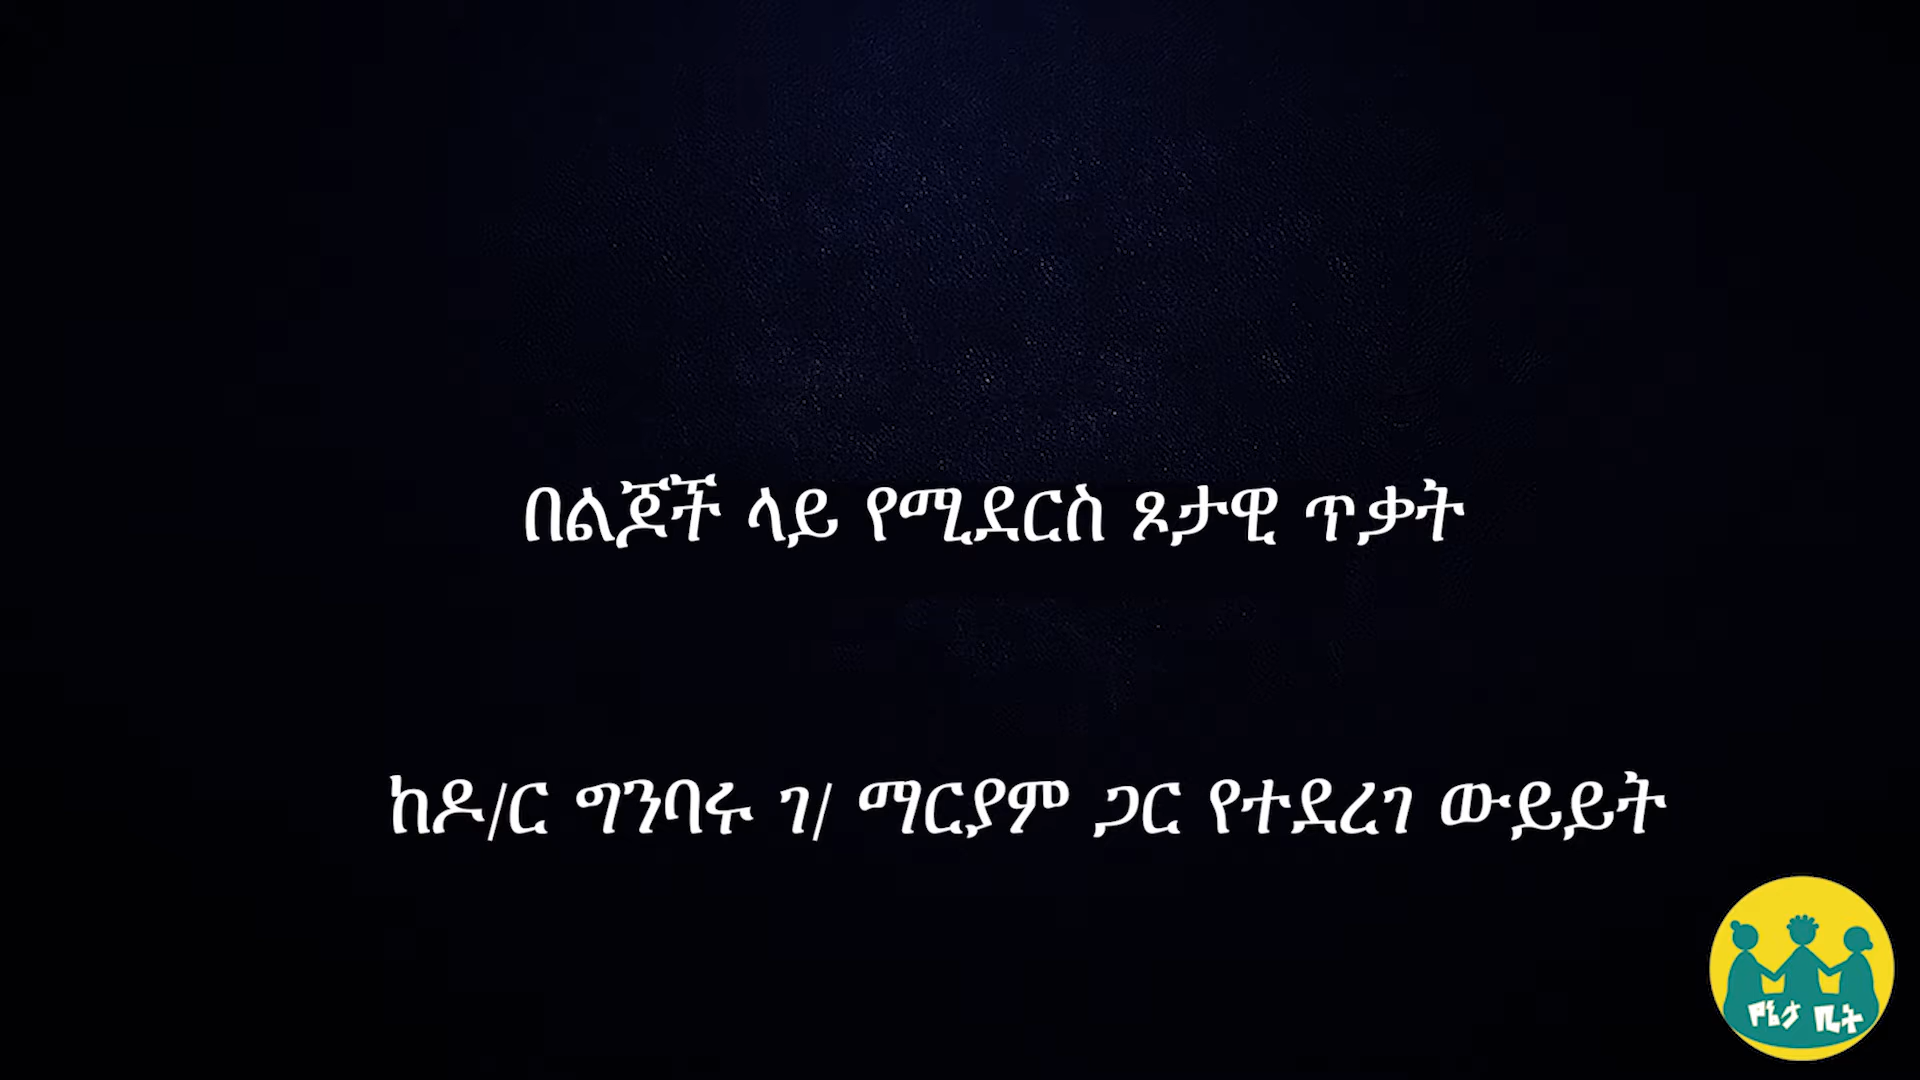 በልጆች ላይ የሚደርስ ጾታዊ ጥቃት
ከዶ/ር ግንባሩ ገ/ ማርያም ጋር የተደረገ ውይይት
የኔታ ቤት